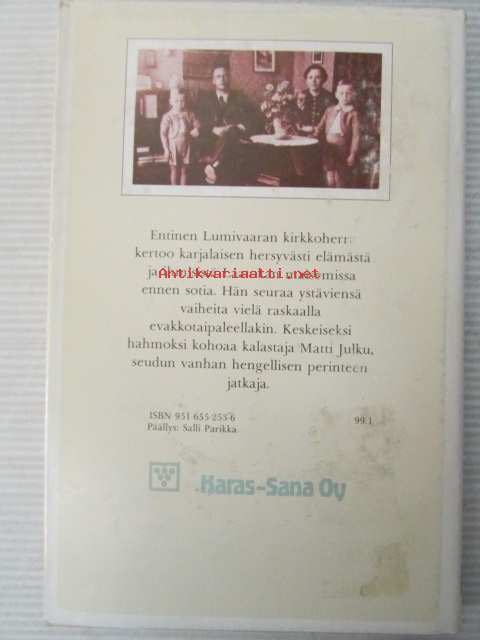 Entinen Lumivaaran kirkkoherra
kertoo karjalaisen hersyvästi elämästä
ja
Antikvariaatti.net
ennen sotia. Hän seuraa ystäviensä
vaiheita vielä raskaalla
evakkotaipaleellakin. Keskeiseksi
hahmoksi kohoaa kalastaja Matti Julku,
seudun vanhan hengellisen perinteen
jatkaja.
ISBN 951 655 253-6
99.1
Päällys: Salli Parikka
Karas-Sana Oy